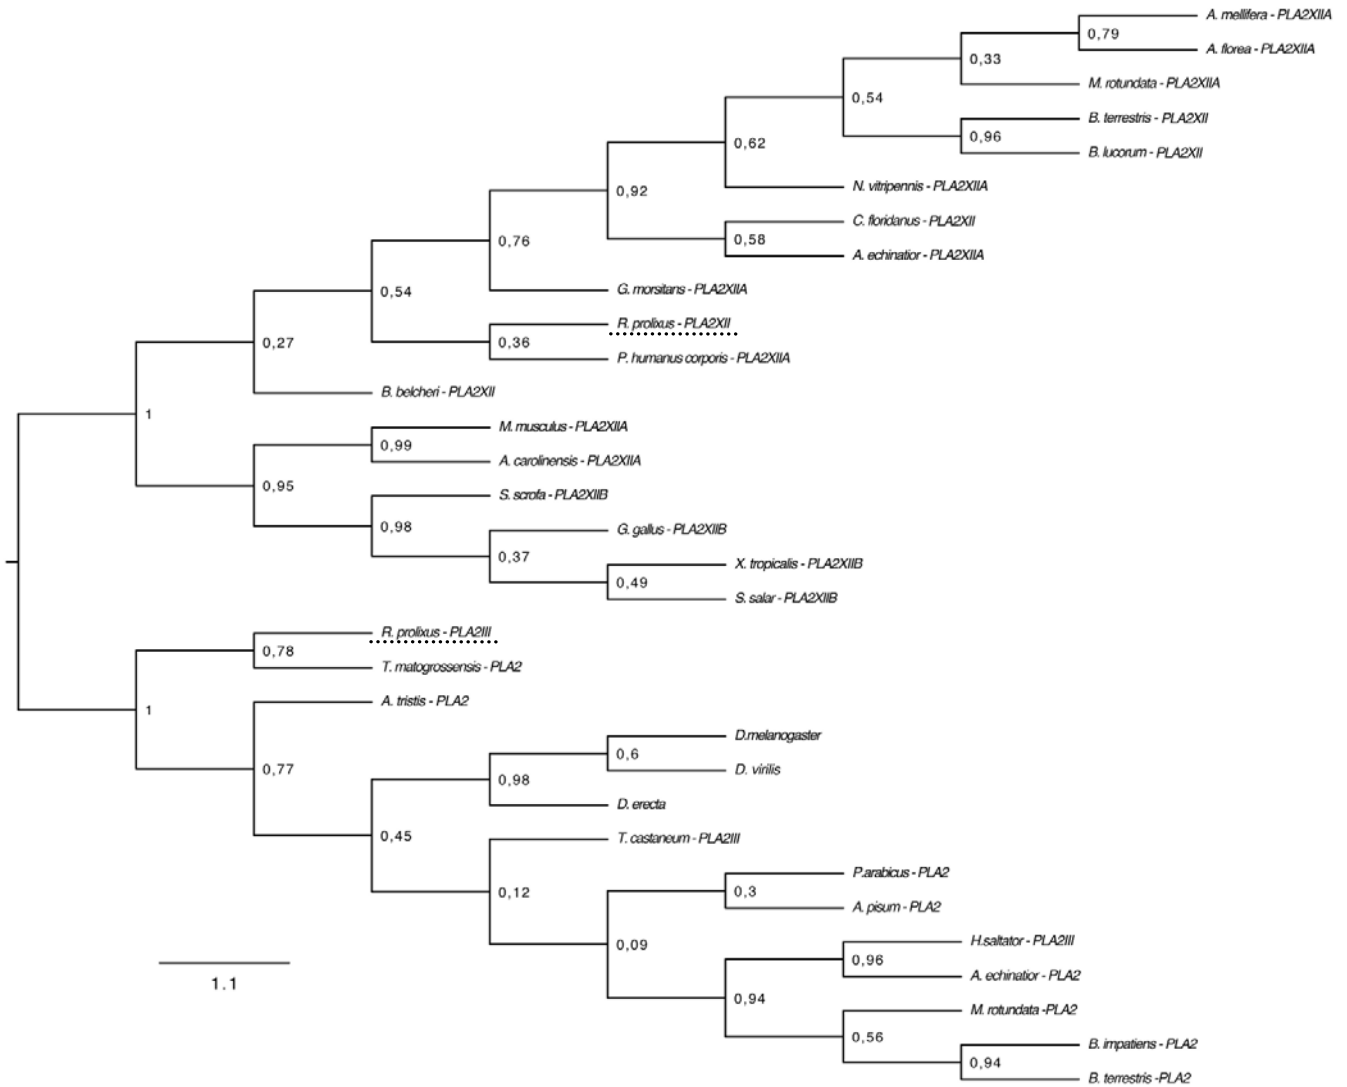 A. mellifera - PLA2XIIA
0,79
A. florea - PLA2XIIA
0,33
M. rotundata - PLA2XIIA
0,54
B. terrestris - PLA2XII
0,96
B. lucorum - PLA2XII
0,62
N. vitripennis - PLA2XIIA
0,92
C. floridanus - PLA2XII
0,58
A. echinatior - PLA2XIIA
0,76
G. morsitans - PLA2XIIA
0,54
R. prolixus - PLA2XII
0,36
P. humanus corporis - PLA2XIIA
0,27
B. belcheri - PLA2XII
1
M. musculus - PLA2XIIA
0,99
A. carolinensis - PLA2XIIA
0,95
S. scrofa - PLA2XIIB
0,98
G. gallus - PLA2XIIB
0,37
X. tropicalis - PLA2XIIB
0,49
S. salar - PLA2XIIB
R. prolixus - PLA2III
0,78
T. matogrossensis - PLA2
A. tristis - PLA2
1
D.melanogaster
0,6
D. virilis
0,77
0,98
D. erecta
0,45
T. castaneum - PLA2III
P.arabicus - PLA2
0,3
0,12
A. pisum - PLA2
0,09
H.saltator - PLA2III
0,96
A. echinatior - PLA2
1.1
0,94
M. rotundata -PLA2
0,56
B. impatiens - PLA2
0,94
B. terrestris -PLA2